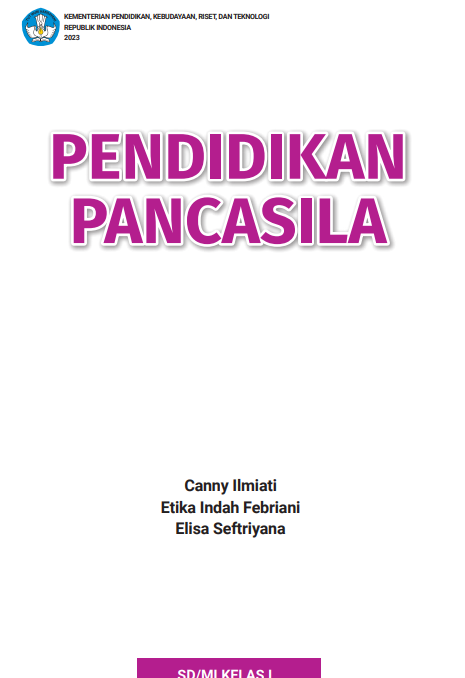 KEMENTERIAN PENDIDIKAN, KEBUDAYAAN, RISET, DAN TEKNOLOGI
REPUBLIK INDONESIA
2023
PENDIDIKAN
PANCASILA
Canny Ilmiati
Etika Indah Febriani
Elisa Seftriyana
SD/MI KELAS I